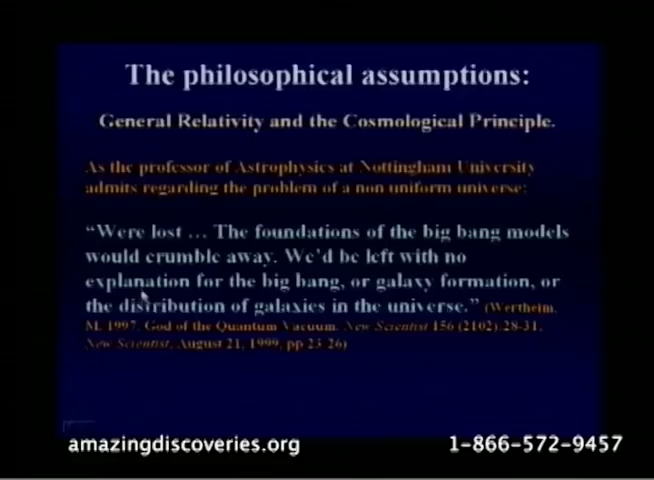 The philosophical assumptions:
General Relativity and the Cosmological Principle.
As the professor of Astrophysics at Nottingham University
admits regarding the problem of a non uniform universe:
“Were lost ... The foundations of the big bang models
would crumble away. We’d be left with no
explanation for the big bang, or galaxy formation, or
the distribution of galaxies in the universe.” (Wertheim,
M. 1997. God of the Quantum Vacuum. New Scientist 156 (2102):28-31,
New Scientist, August 21, 1999, pp 23-26)
amazingdiscoveries.org
1-866-572-9457